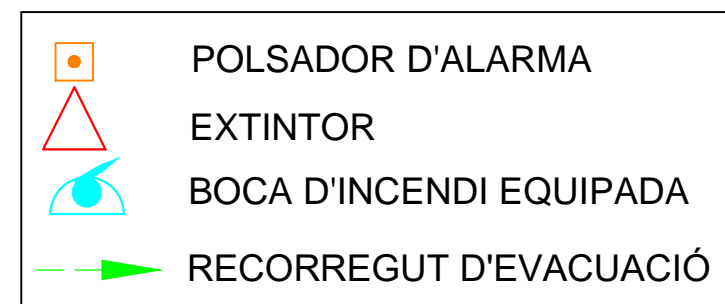 POLSADOR D'ALARMA
EXTINTOR
BOCA D'INCENDI EQUIPADA
RECORREGUT D'EVACUACIÓ